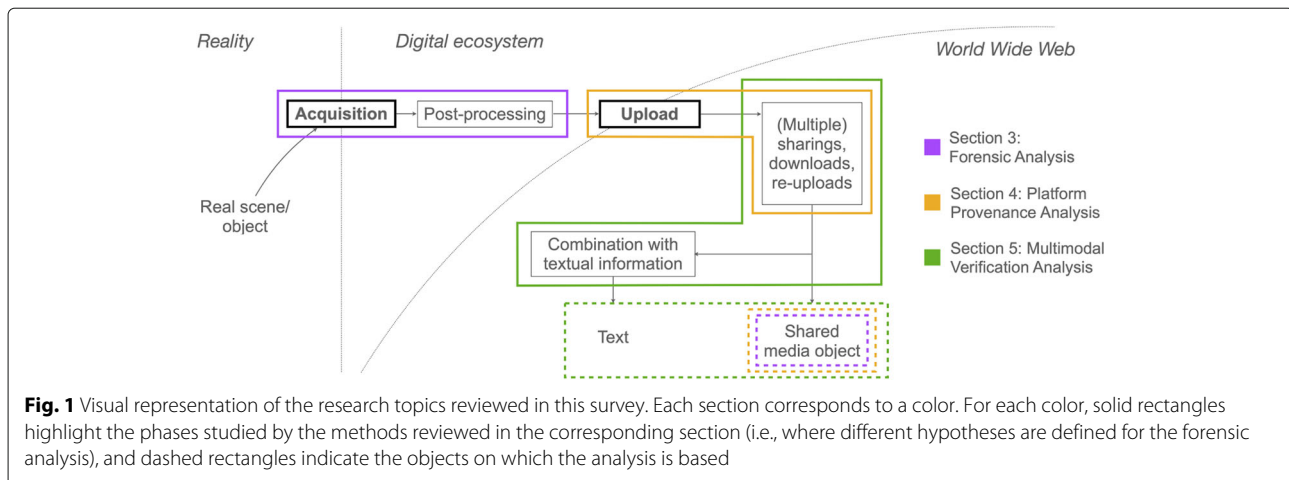 Reality
Digital ecosystem
World Wide Web
Acquisition
Post-processing
Upload
(Multiple)
sharings,
downloads,
re-uploads
Real scene/
object
Combination with
textual information
Text
Shared
media object
Section 3:
Forensic Analysis
Section 4: Platform
Provenance Analysis
Section 5: Multimodal
Verification Analysis
Fig. 1 Visual representation of the research topics reviewed in this survey. Each section corresponds to a color. For each color, solid rectangles
highlight the phases studied by the methods reviewed in the corresponding section (i.e., where different hypotheses are defined for the forensic
analysis), and dashed rectangles indicate the objects on which the analysis is based